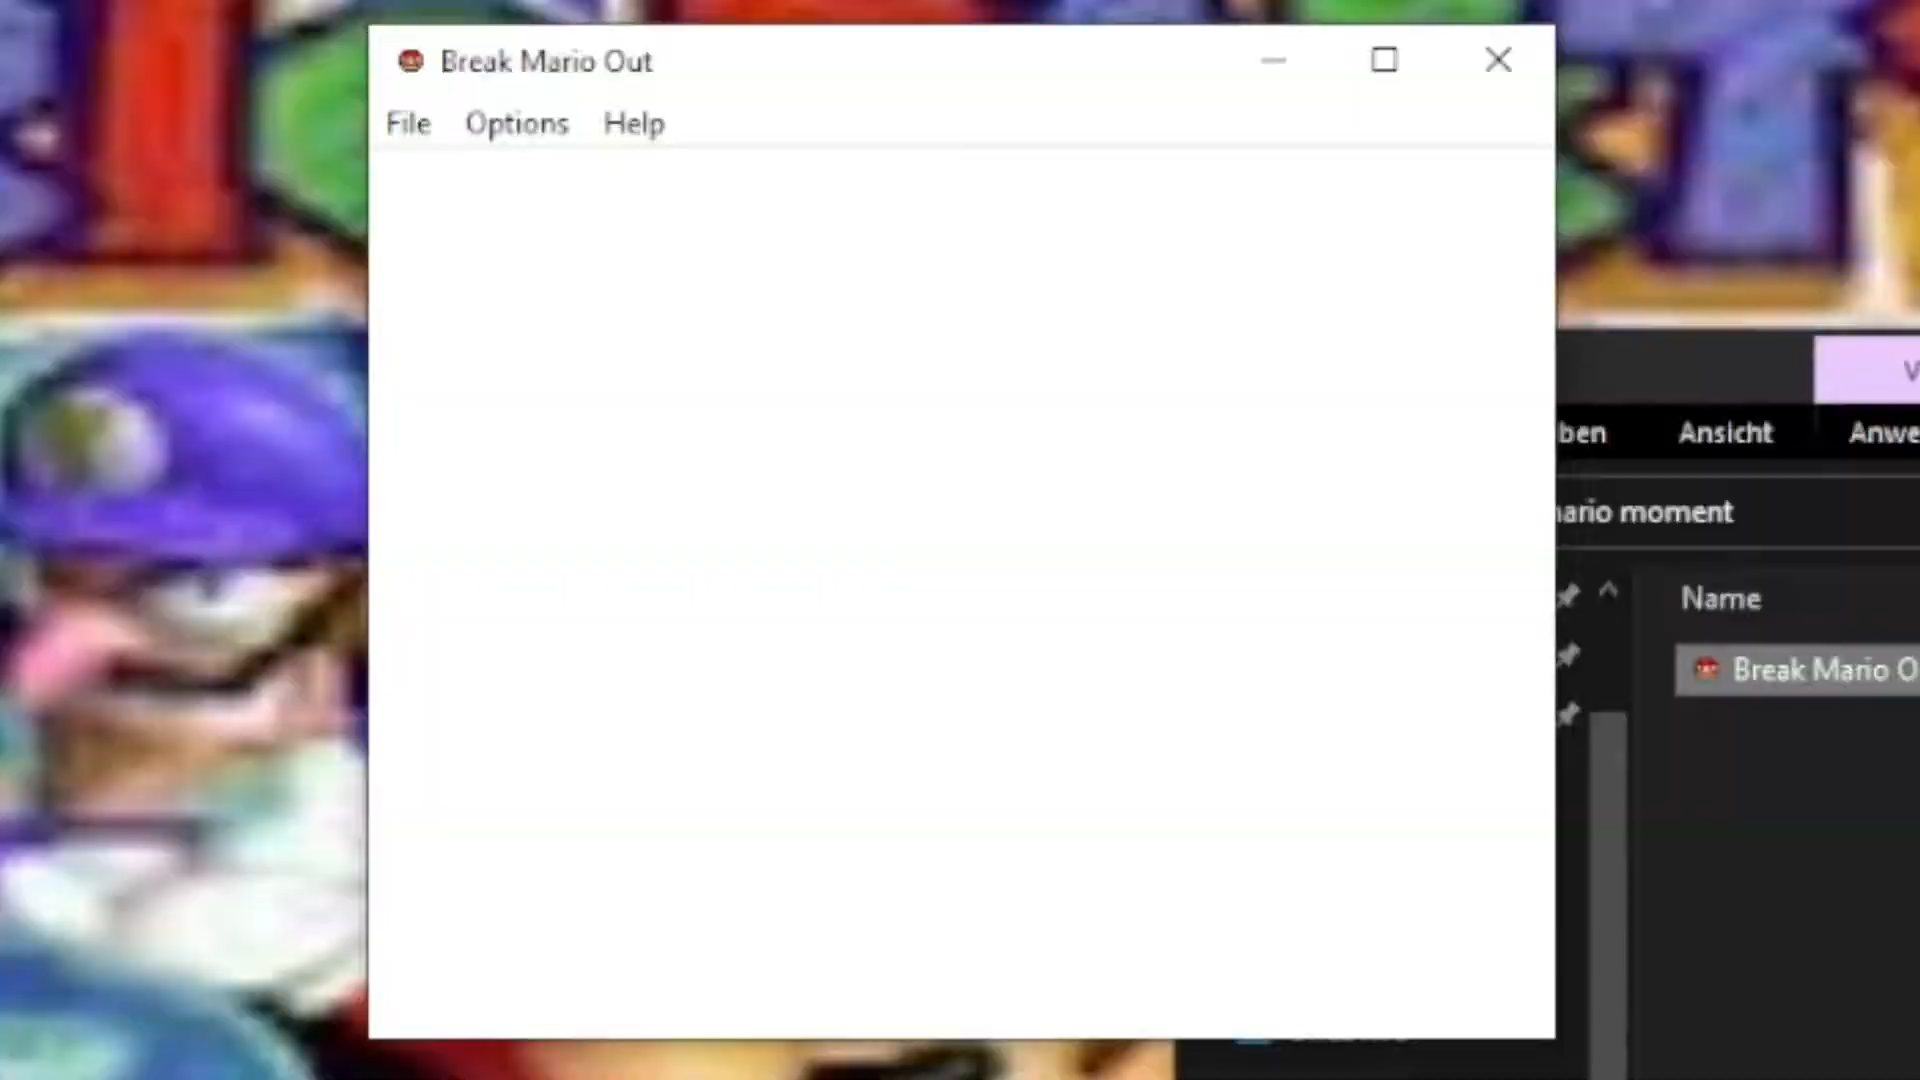 Break Mario Out
File Options Help
ben Ansicht Anwe
ario moment
Name
Break Mario O